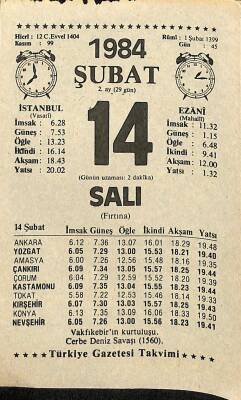 Hicrî : 12 C.Evvel 1404
Kasım : 99
1984
Rûmî : 1 Şubat 1399
Gün : 45
ŞUBAT
2. ay (29 gün)
İSTANBUL
(Vasatî)
İmsak : 6.28
Güneş : 7.53
Öğle : 13.23
İkindi : 16.14
Akşam : 18.43
Yatsı : 20.02
14
EZÂNÎ
(Mahallî)
İmsak : 11.32
Güneş : 1.15
Öğle : 6.48
İkindi : 9.41
Akşam : 12.00
Yatsı : 1.32
(Günün uzaması: 2 dakika)
SALI
(Fırtına)
14 Şubat İmsak Güneş Öğle İkindi Akşam Yatsı
ANKARA 6.12 7.36 13.07 16.01 18.29 19.48
YOZGAT 6.05 7.29 13.00 15.53 18.21 19.40
AMASYA 6.00 7.26 12.56 15.48 18.16 19.35
ÇANKIRI 6.09 7.34 13.05 15.57 18.25 19.44
ÇORUM 6.04 7.29 12.59 15.52 18.20 19.39
KASTAMONU 6.09 7.35 13.04 15.55 18.25 19.44
TOKAT 5.58 7.22 12.53 15.46 18.14 19.33
KIRŞEHİR 6.07 7.30 13.03 15.57 18.25 19.43
KONYA 6.13 7.35 13.09 16.06 18.33 19.50
NEVŞEHİR 6.05 7.26 13.00 15.56 18.23 19.41
Vakfıkebir'in kurtuluşu.
Cerbe Deniz Savaşı (1560).
★★★★ Türkiye Gazetesi Takvimi ★★★★